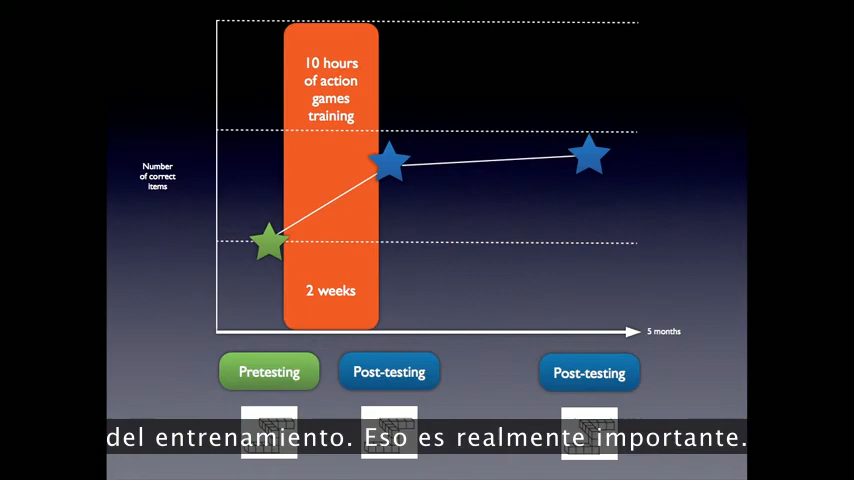 10 hours
of action
games
training
Number
of correct
items
2 weeks
5 months
Pretesting
Post-testing
Post-testing
del entrenamiento. Eso es realmente importante.